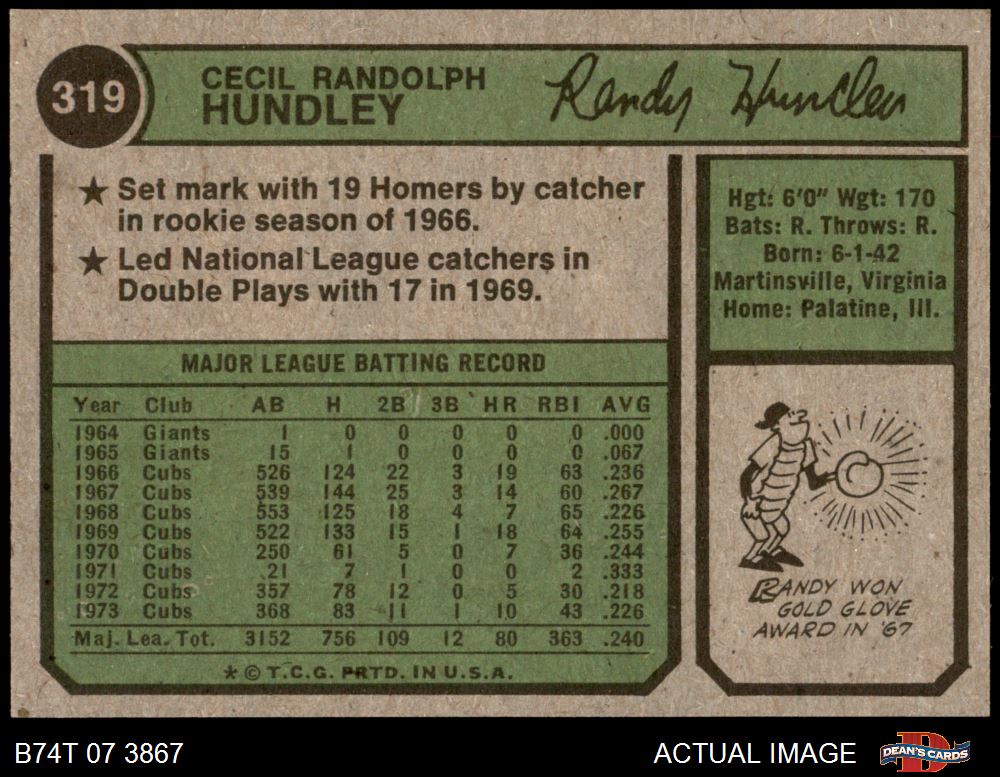 319
CECIL RANDOLPH
HUNDLEY
Randy Hundley
★ Set mark with 19 Homers by catcher
in rookie season of 1966.
★ Led National League catchers in
Double Plays with 17 in 1969.
Hgt: 6'0" Wgt: 170
Bats: R. Throws: R.
Born: 6-1-42
Martinsville, Virginia
Home: Palatine, Ill.
MAJOR LEAGUE BATTING RECORD
Year Club AB H 2B 3B HR RBI AVG
1964 Giants 1 0 0 0 0 0 .000
1965 Giants 15 1 0 0 0 0 .067
1966 Cubs 526 124 22 3 19 63 .236
1967 Cubs 539 144 25 3 14 60 .267
1968 Cubs 553 125 18 4 7 65 .226
1969 Cubs 522 133 15 1 18 64 .255
1970 Cubs 250 61 5 0 7 36 .244
1971 Cubs 21 7 1 0 0 2 .333
1972 Cubs 357 78 12 0 5 30 .218
1973 Cubs 368 83 11 1 10 43 .226
Maj. Lea. Tot. 3152 756 109 12 80 363 .240
★ © T.C.G. PRTD. IN U.S.A.
RANDY WON
GOLD GLOVE
AWARD IN '67
B74T 07 3867
ACTUAL IMAGE
DEAN'S CARDS